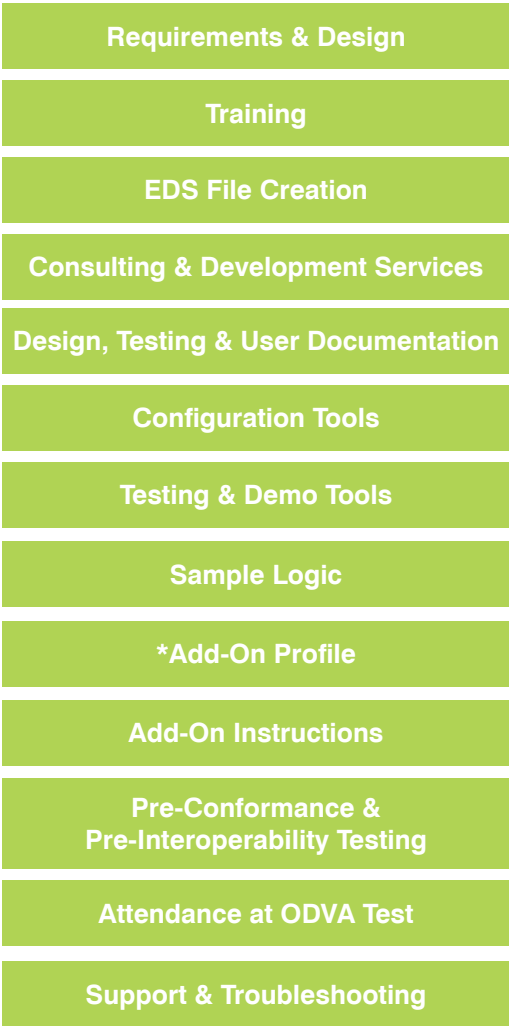 Requirements & Design
Training
EDS File Creation
Consulting & Development Services
Design, Testing & User Documentation
Configuration Tools
Testing & Demo Tools
Sample Logic
*Add-On Profile
Add-On Instructions
Pre-Conformance &
Pre-Interoperability Testing
Attendance at ODVA Test
Support & Troubleshooting